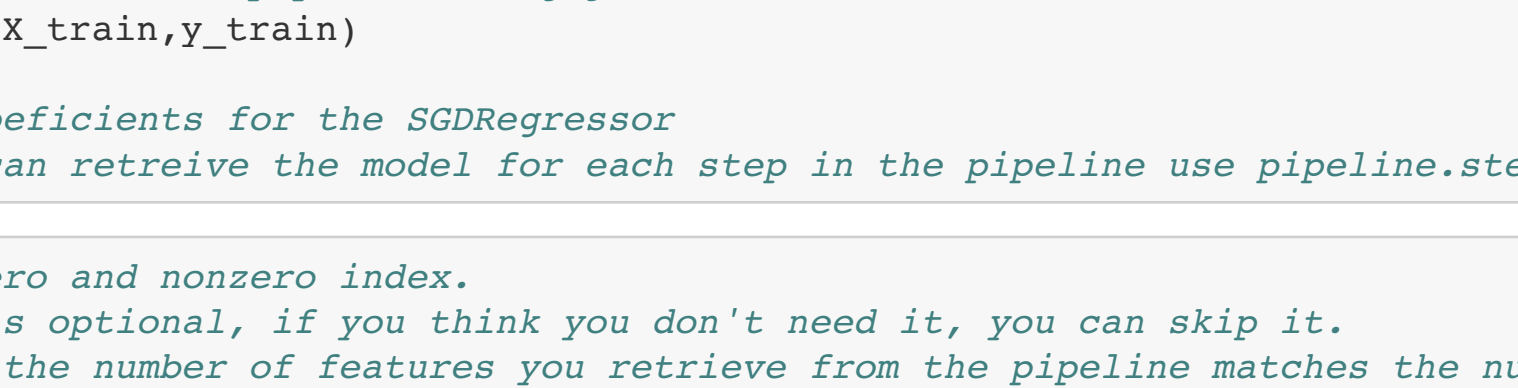 X_train,y_train)
eficients for the SGDRegressor
an retreive the model for each step in the pipeline use pipeline.ste
ro and nonzero index.
s optional, if you think you don't need it, you can skip it.
the number of features you retrieve from the pipeline matches the nu